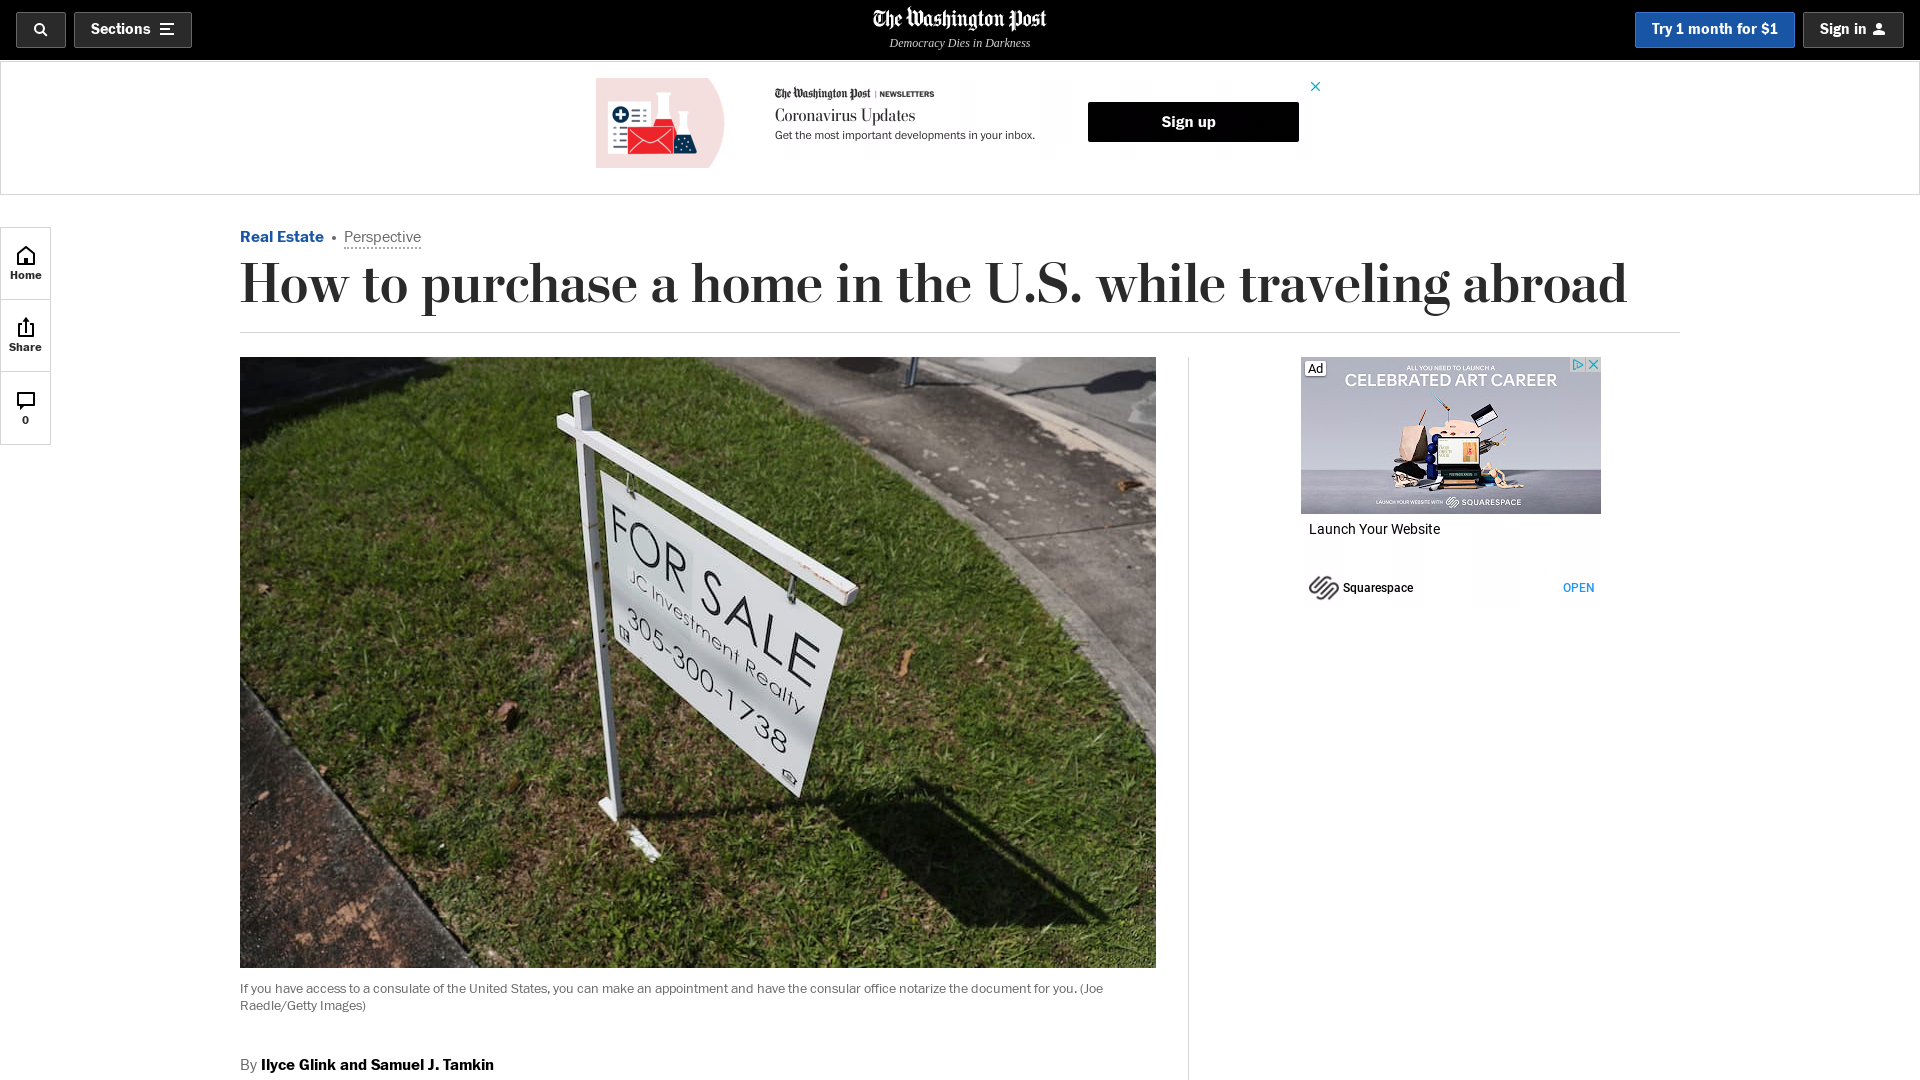 Sections
The Washington Post
Democracy Dies in Darkness
Try 1 month for $1
Sign in
The Washington Post | NEWSLETTERS
Coronavirus Updates
Get the most important developments in your inbox.
Sign up
Home
Share
0
Real Estate • Perspective
How to purchase a home in the U.S. while traveling abroad
FOR SALE
JC Investment Realty
305-300-1738
If you have access to a consulate of the United States, you can make an appointment and have the consular office notarize the document for you. (Joe
Raedle/Getty Images)
By Ilyce Glink and Samuel J. Tamkin
Ad
ALL YOU NEED TO LAUNCH A
CELEBRATED ART CAREER
LAUNCH YOUR WEBSITE WITH SQUARESPACE
Launch Your Website
Squarespace
OPEN